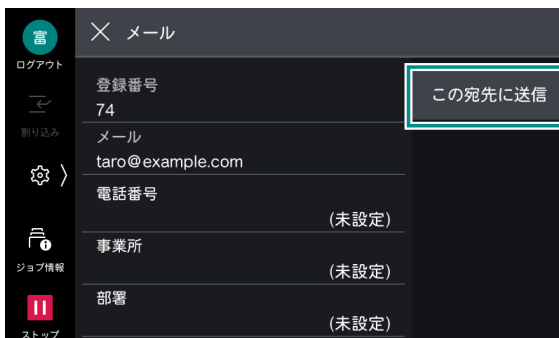 富
ログアウト
割り込み
ジョブ情報
ストップ
メール
登録番号
74
メール
taro@example.com
電話番号
(未設定)
事業所
(未設定)
部署
(未設定)
この宛先に送信